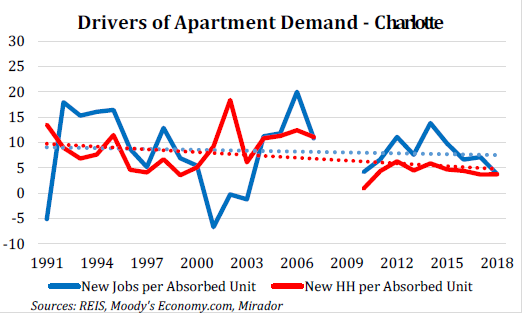 Drivers of Apartment Demand - Charlotte
30
25
20
15
10
5
0
-5
-10
1991 1994 1997 2000 2003 2006 2009 2012 2015 2018
New Jobs per Absorbed Unit New HH per Absorbed Unit
Sources: REIS, Moody's Economy.com, Mirador